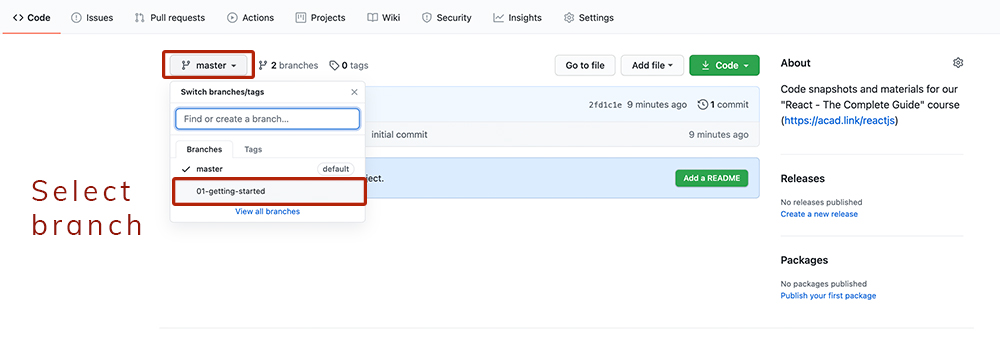 Code Issues Pull requests Actions Projects Wiki Security Insights Settings
master 2 branches 0 tags Go to file Add file Code
Switch branches/tags
Find or create a branch...
Branches Tags
master default
01-getting-started
View all branches
2fd1c1e 9 minutes ago 1 commit
initial commit 9 minutes ago
ject. Add a README
Select
branch
About
Code snapshots and materials for our
"React - The Complete Guide" course
(https://acad.link/reactjs)
Releases
No releases published
Create a new release
Packages
No packages published
Publish your first package